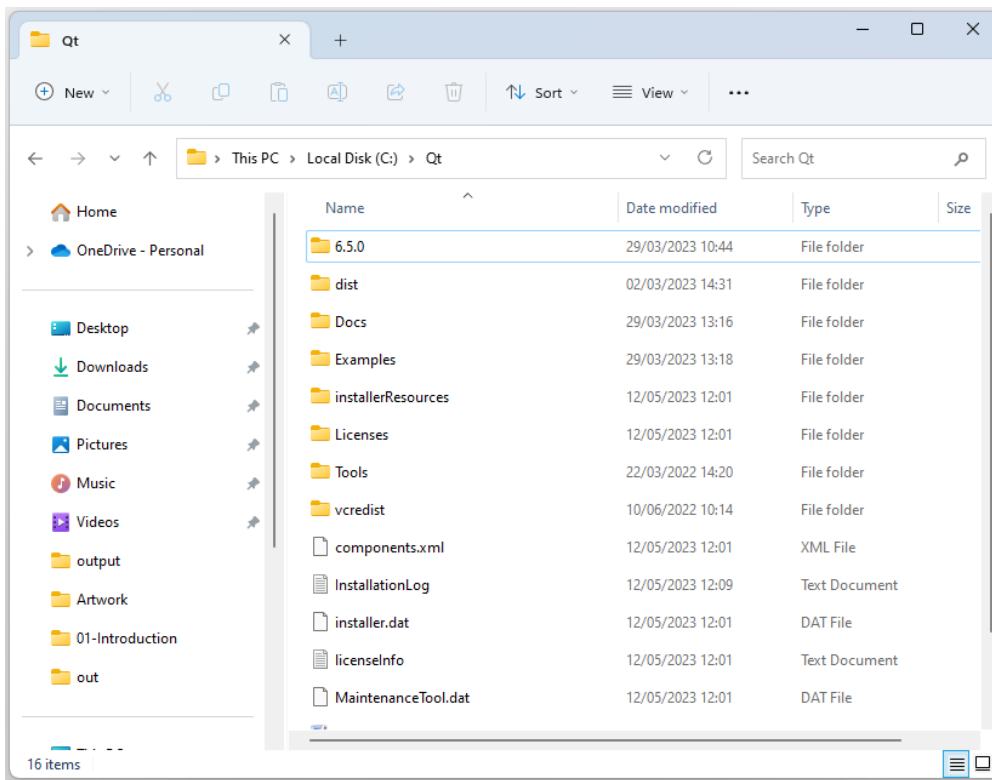 Qt
New
Sort
View
This PC > Local Disk (C:) > Qt
Search Qt
Home
OneDrive - Personal
Desktop
Downloads
Documents
Pictures
Music
Videos
output
Artwork
01-Introduction
out
Name Date modified Type Size
6.5.0 29/03/2023 10:44 File folder
dist 02/03/2023 14:31 File folder
Docs 29/03/2023 13:16 File folder
Examples 29/03/2023 13:18 File folder
installerResources 12/05/2023 12:01 File folder
Licenses 12/05/2023 12:01 File folder
Tools 22/03/2022 14:20 File folder
vcredist 10/06/2022 10:14 File folder
components.xml 12/05/2023 12:01 XML File
InstallationLog 12/05/2023 12:09 Text Document
installer.dat 12/05/2023 12:01 DAT File
licenseInfo 12/05/2023 12:01 Text Document
MaintenanceTool.dat 12/05/2023 12:01 DAT File
16 items